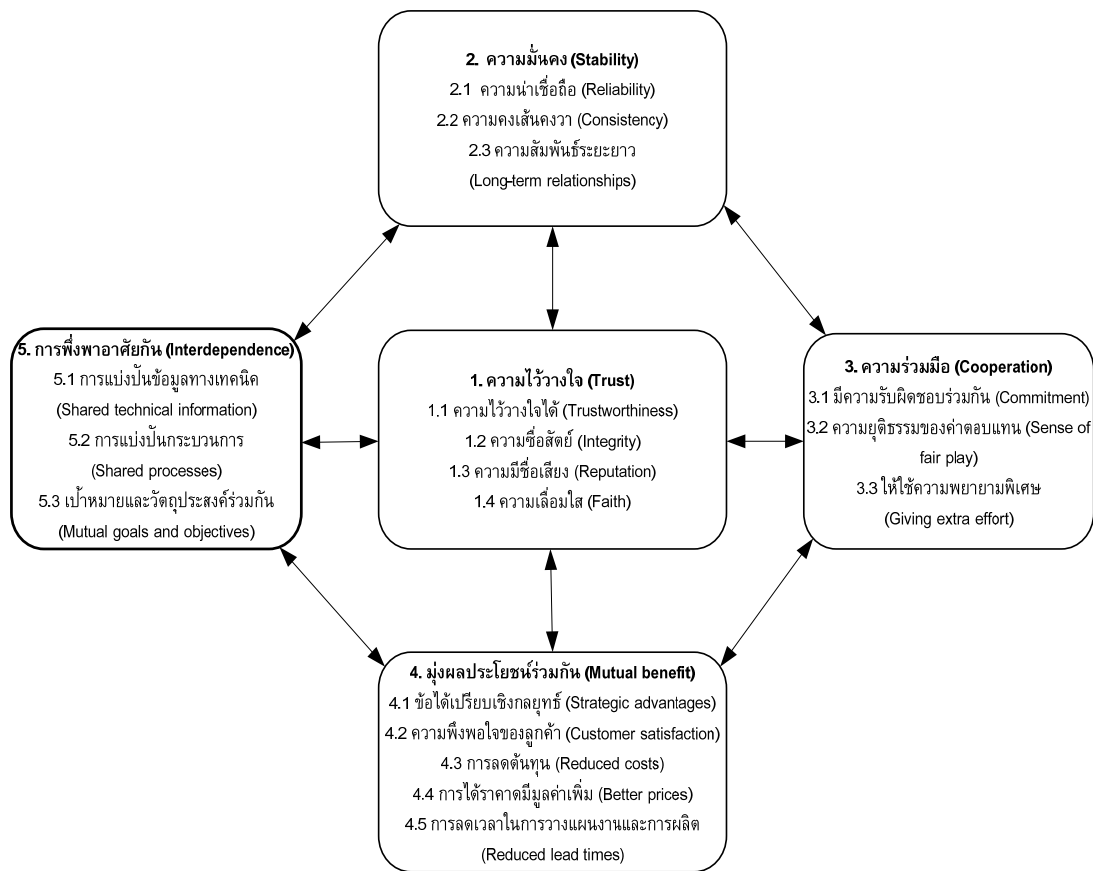 2. ความมั่นคง (Stability)
2.1 ความน่าเชื่อถือ (Reliability)
2.2 ความคงเส้นคงวา (Consistency)
2.3 ความสัมพันธ์ระยะยาว
(Long-term relationships)
5. การพึ่งพาอาศัยกัน (Interdependence)
5.1 การแบ่งปันข้อมูลทางเทคนิค
(Shared technical information)
5.2 การแบ่งปันกระบวนการ
(Shared processes)
5.3 เป้าหมายและวัตถุประสงค์ร่วมกัน
(Mutual goals and objectives)
1. ความไว้วางใจ (Trust)
1.1 ความไว้วางใจได้ (Trustworthiness)
1.2 ความซื่อสัตย์ (Integrity)
1.3 ความมีชื่อเสียง (Reputation)
1.4 ความเลื่อมใส (Faith)
3. ความร่วมมือ (Cooperation)
3.1 มีความรับผิดชอบร่วมกัน (Commitment)
3.2 ความยุติธรรมของค่าตอบแทน (Sense of
fair play)
3.3 ให้ใช้ความพยายามพิเศษ
(Giving extra effort)
4. มุ่งผลประโยชน์ร่วมกัน (Mutual benefit)
4.1 ข้อได้เปรียบเชิงกลยุทธ์ (Strategic advantages)
4.2 ความพึงพอใจของลูกค้า (Customer satisfaction)
4.3 การลดต้นทุน (Reduced costs)
4.4 การได้ราคาดมีมูลค่าเพิ่ม (Better prices)
4.5 การลดเวลาในการวางแผนงานและการผลิต
(Reduced lead times)